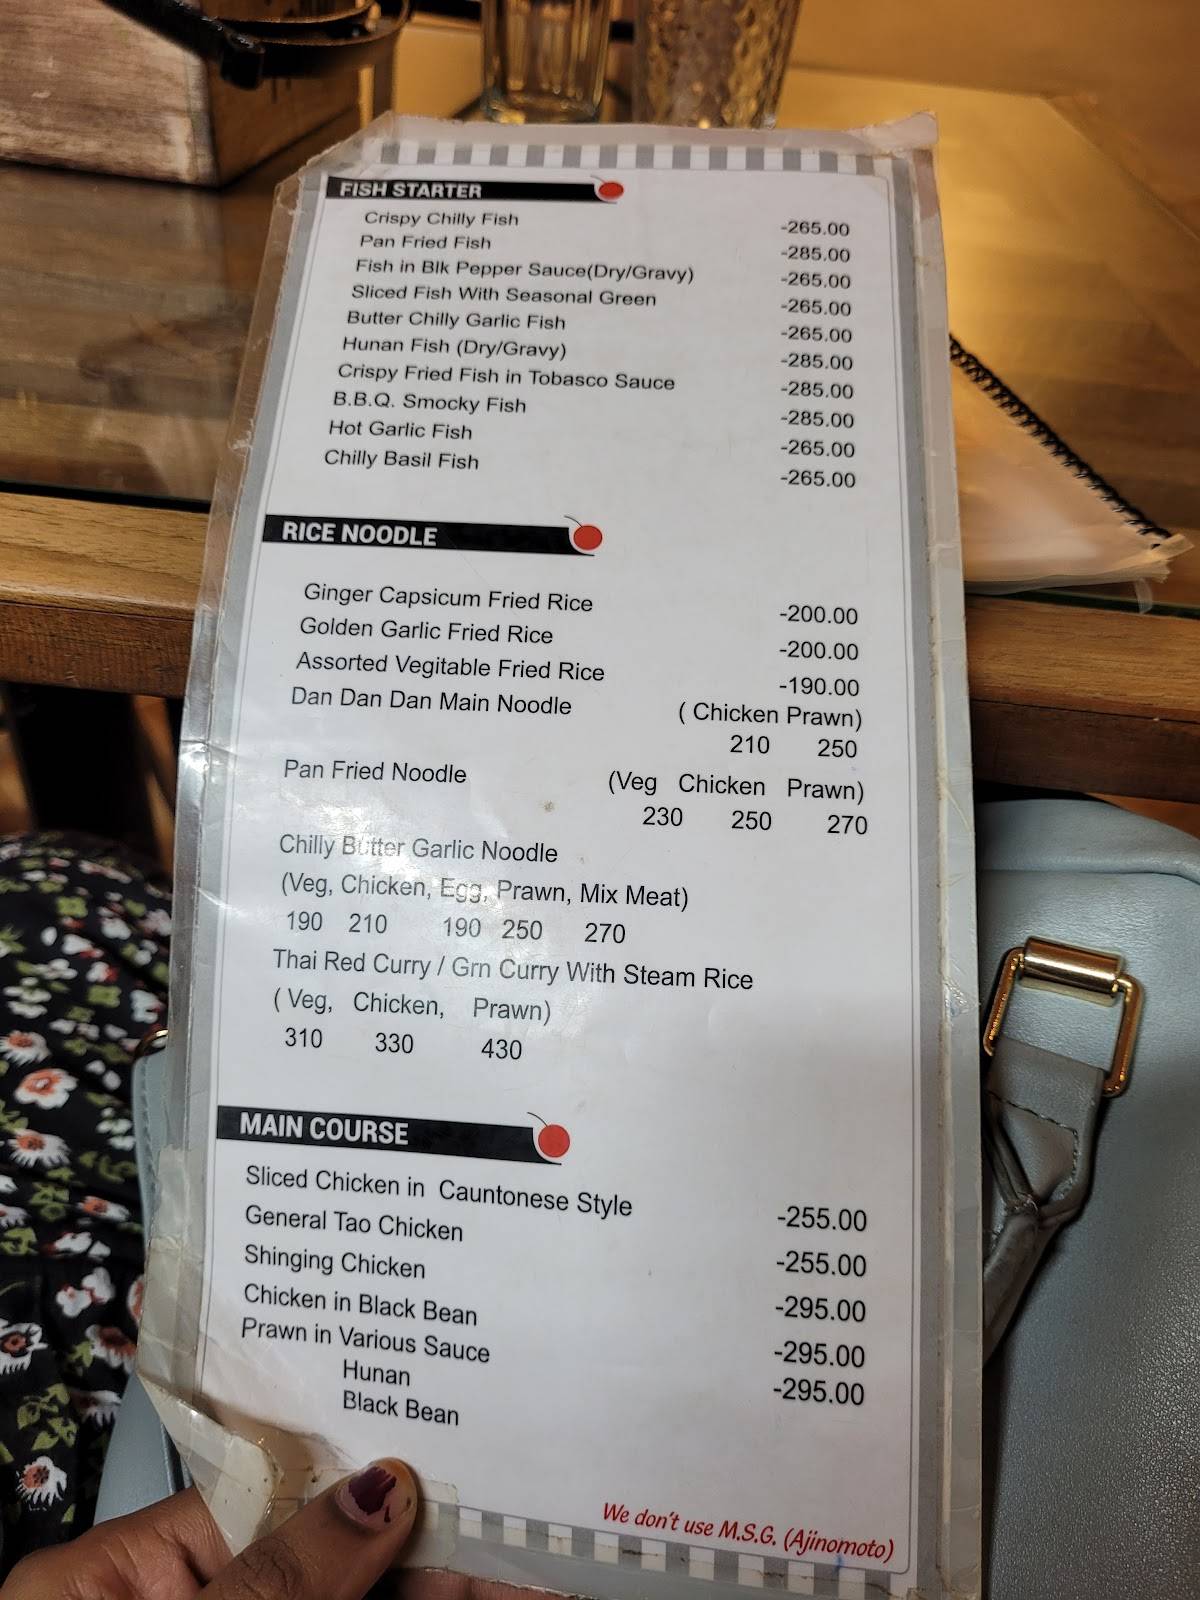 FISH STARTER
Crispy Chilly Fish -265.00
Pan Fried Fish -285.00
Fish in Blk Pepper Sauce(Dry/Gravy) -265.00
Sliced Fish With Seasonal Green -265.00
Butter Chilly Garlic Fish -265.00
Hunan Fish (Dry/Gravy) -285.00
Crispy Fried Fish in Tobasco Sauce -285.00
B.B.Q. Smocky Fish -285.00
Hot Garlic Fish -265.00
Chilly Basil Fish -265.00
RICE NOODLE
Ginger Capsicum Fried Rice -200.00
Golden Garlic Fried Rice -200.00
Assorted Vegitable Fried Rice -190.00
Dan Dan Dan Main Noodle ( Chicken Prawn)
210 250
Pan Fried Noodle (Veg Chicken Prawn)
230 250 270
Chilly Butter Garlic Noodle
(Veg, Chicken, Egg, Prawn, Mix Meat)
190 210 190 250 270
Thai Red Curry / Grn Curry With Steam Rice
( Veg, Chicken, Prawn)
310 330 430
MAIN COURSE
Sliced Chicken in Cauntonese Style -255.00
General Tao Chicken -255.00
Shinging Chicken -295.00
Chicken in Black Bean -295.00
Prawn in Various Sauce -295.00
Hunan
Black Bean
We don't use M.S.G. (Ajinomoto)